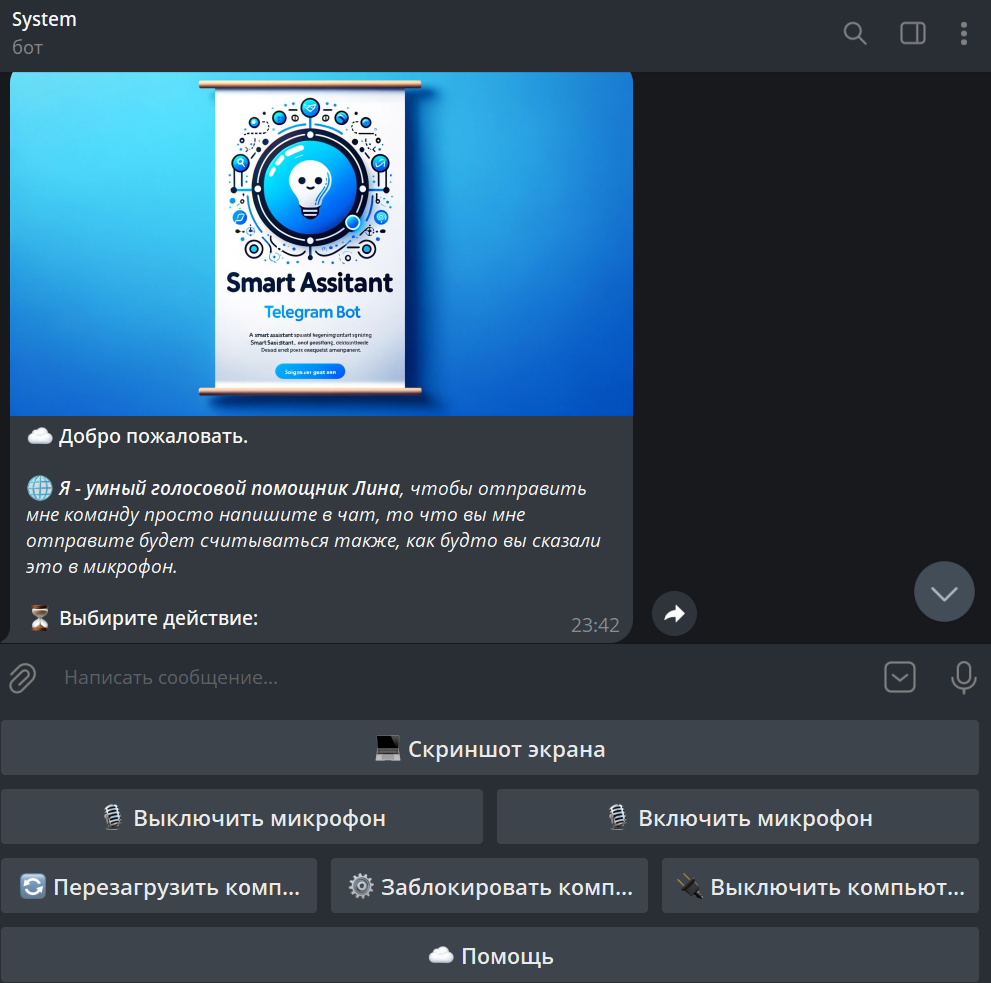 System
бот
Smart Assitant
Telegram Bot
A smart assistant
☁️ Добро пожаловать.
🌐 Я - умный голосовой помощник Лина, чтобы отправить
мне команду просто напишите в чат, то что вы мне
отправите будет считываться также, как будто вы сказали
это в микрофон.
⏳ Выбирите действие:
23:42
Написать сообщение...
💻 Скриншот экрана
🎙 Выключить микрофон
🎙 Включить микрофон
🔄 Перезагрузить комп...
⚙️ Заблокировать комп...
🔌 Выключить компьют...
☁️ Помощь